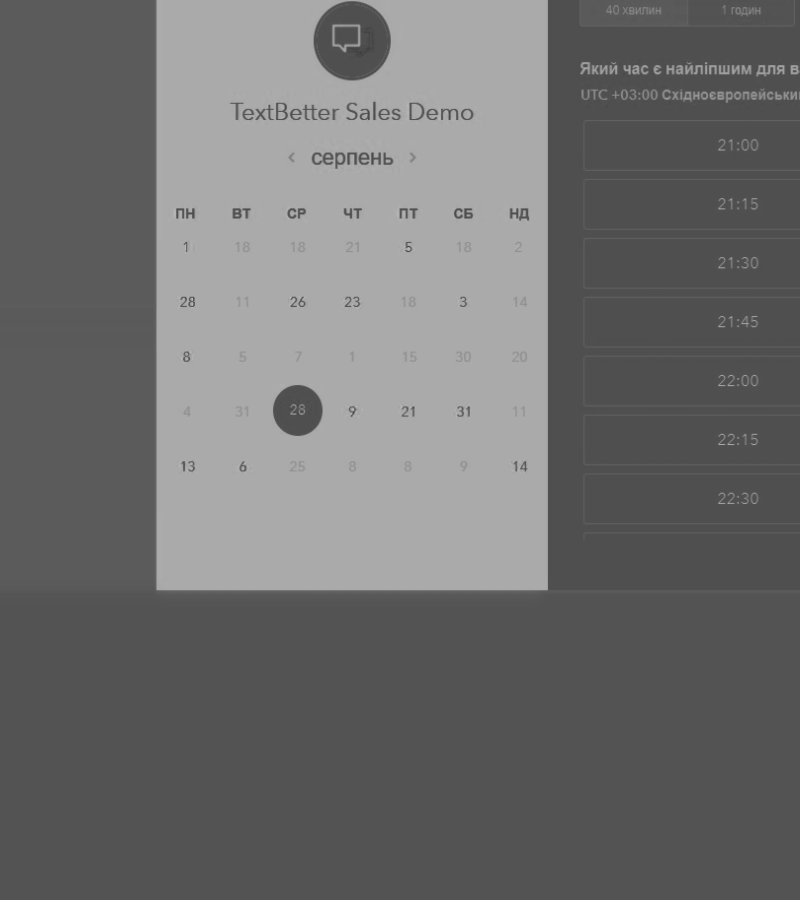 40 хвилин 1 годин
TextBetter Sales Demo
‹ серпень ›
ПН ВТ СР ЧТ ПТ СБ НД
1 18 18 21 5 18 2
28 11 26 23 18 3 14
8 5 7 1 15 30 20
4 31 28 9 21 31 11
13 6 25 8 8 9 14
Який час є найліпшим для в
UTC +03:00 Східноєвропейськи
21:00
21:15
21:30
21:45
22:00
22:15
22:30